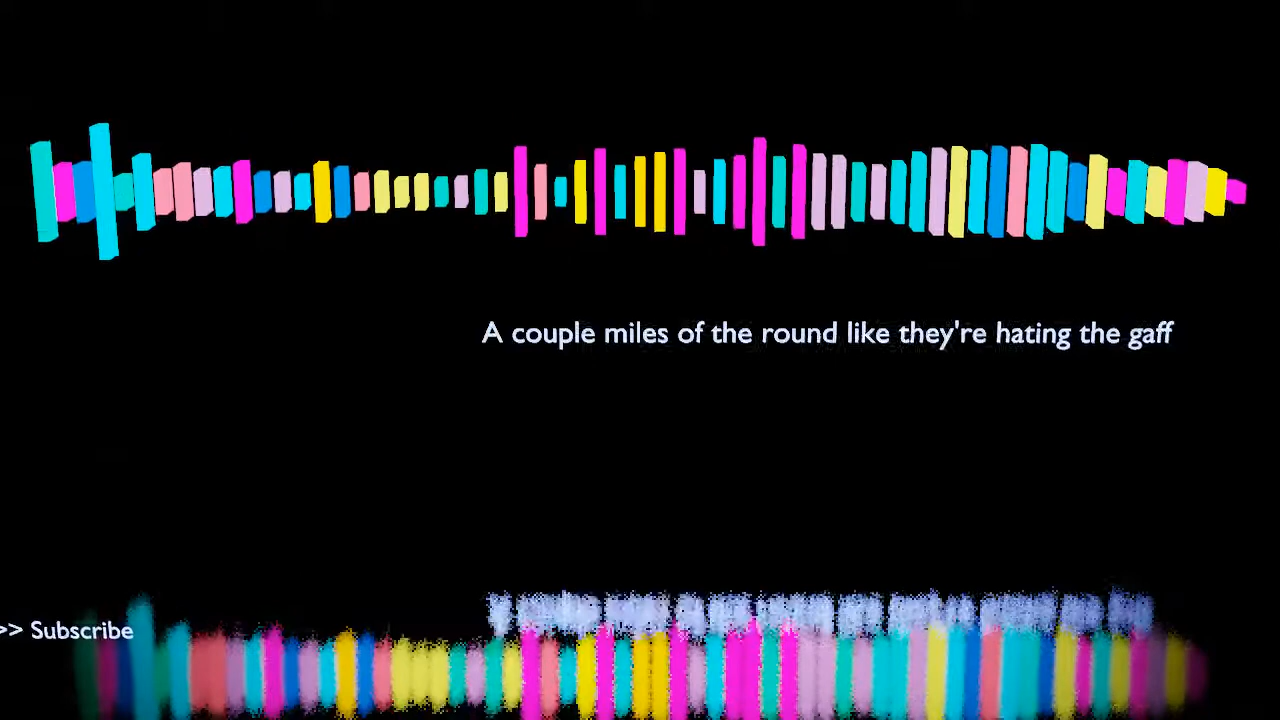 A couple miles of the round like they're hating the gaff
>> Subscribe